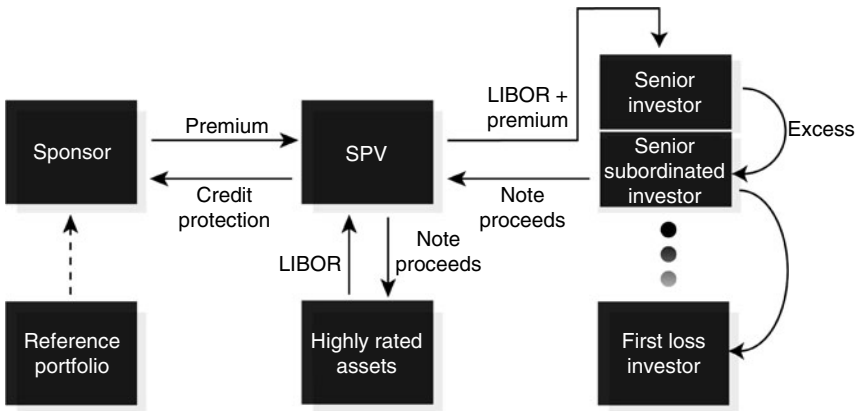 Sponsor
Premium
Credit
protection
SPV
LIBOR +
premium
Note
proceeds
Senior
investor
Senior
subordinated
investor
Excess
LIBOR
Note
proceeds
Reference
portfolio
Highly rated
assets
First loss
investor